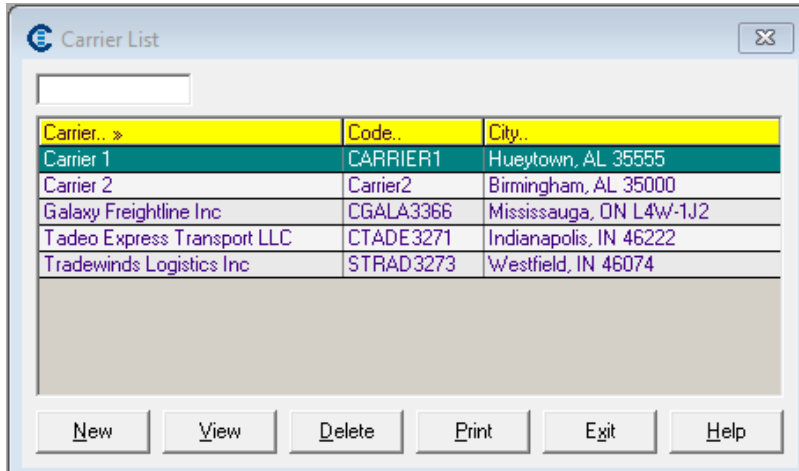 Carrier List
Carrier.. » Code.. City..
Carrier 1 CARRIER1 Hueytown, AL 35555
Carrier 2 Carrier2 Birmingham, AL 35000
Galaxy Freightline Inc CGALA3366 Mississauga, ON L4W-1J2
Tadeo Express Transport LLC CTADE3271 Indianapolis, IN 46222
Tradewinds Logistics Inc STRAD3273 Westfield, IN 46074
New View Delete Print Exit Help